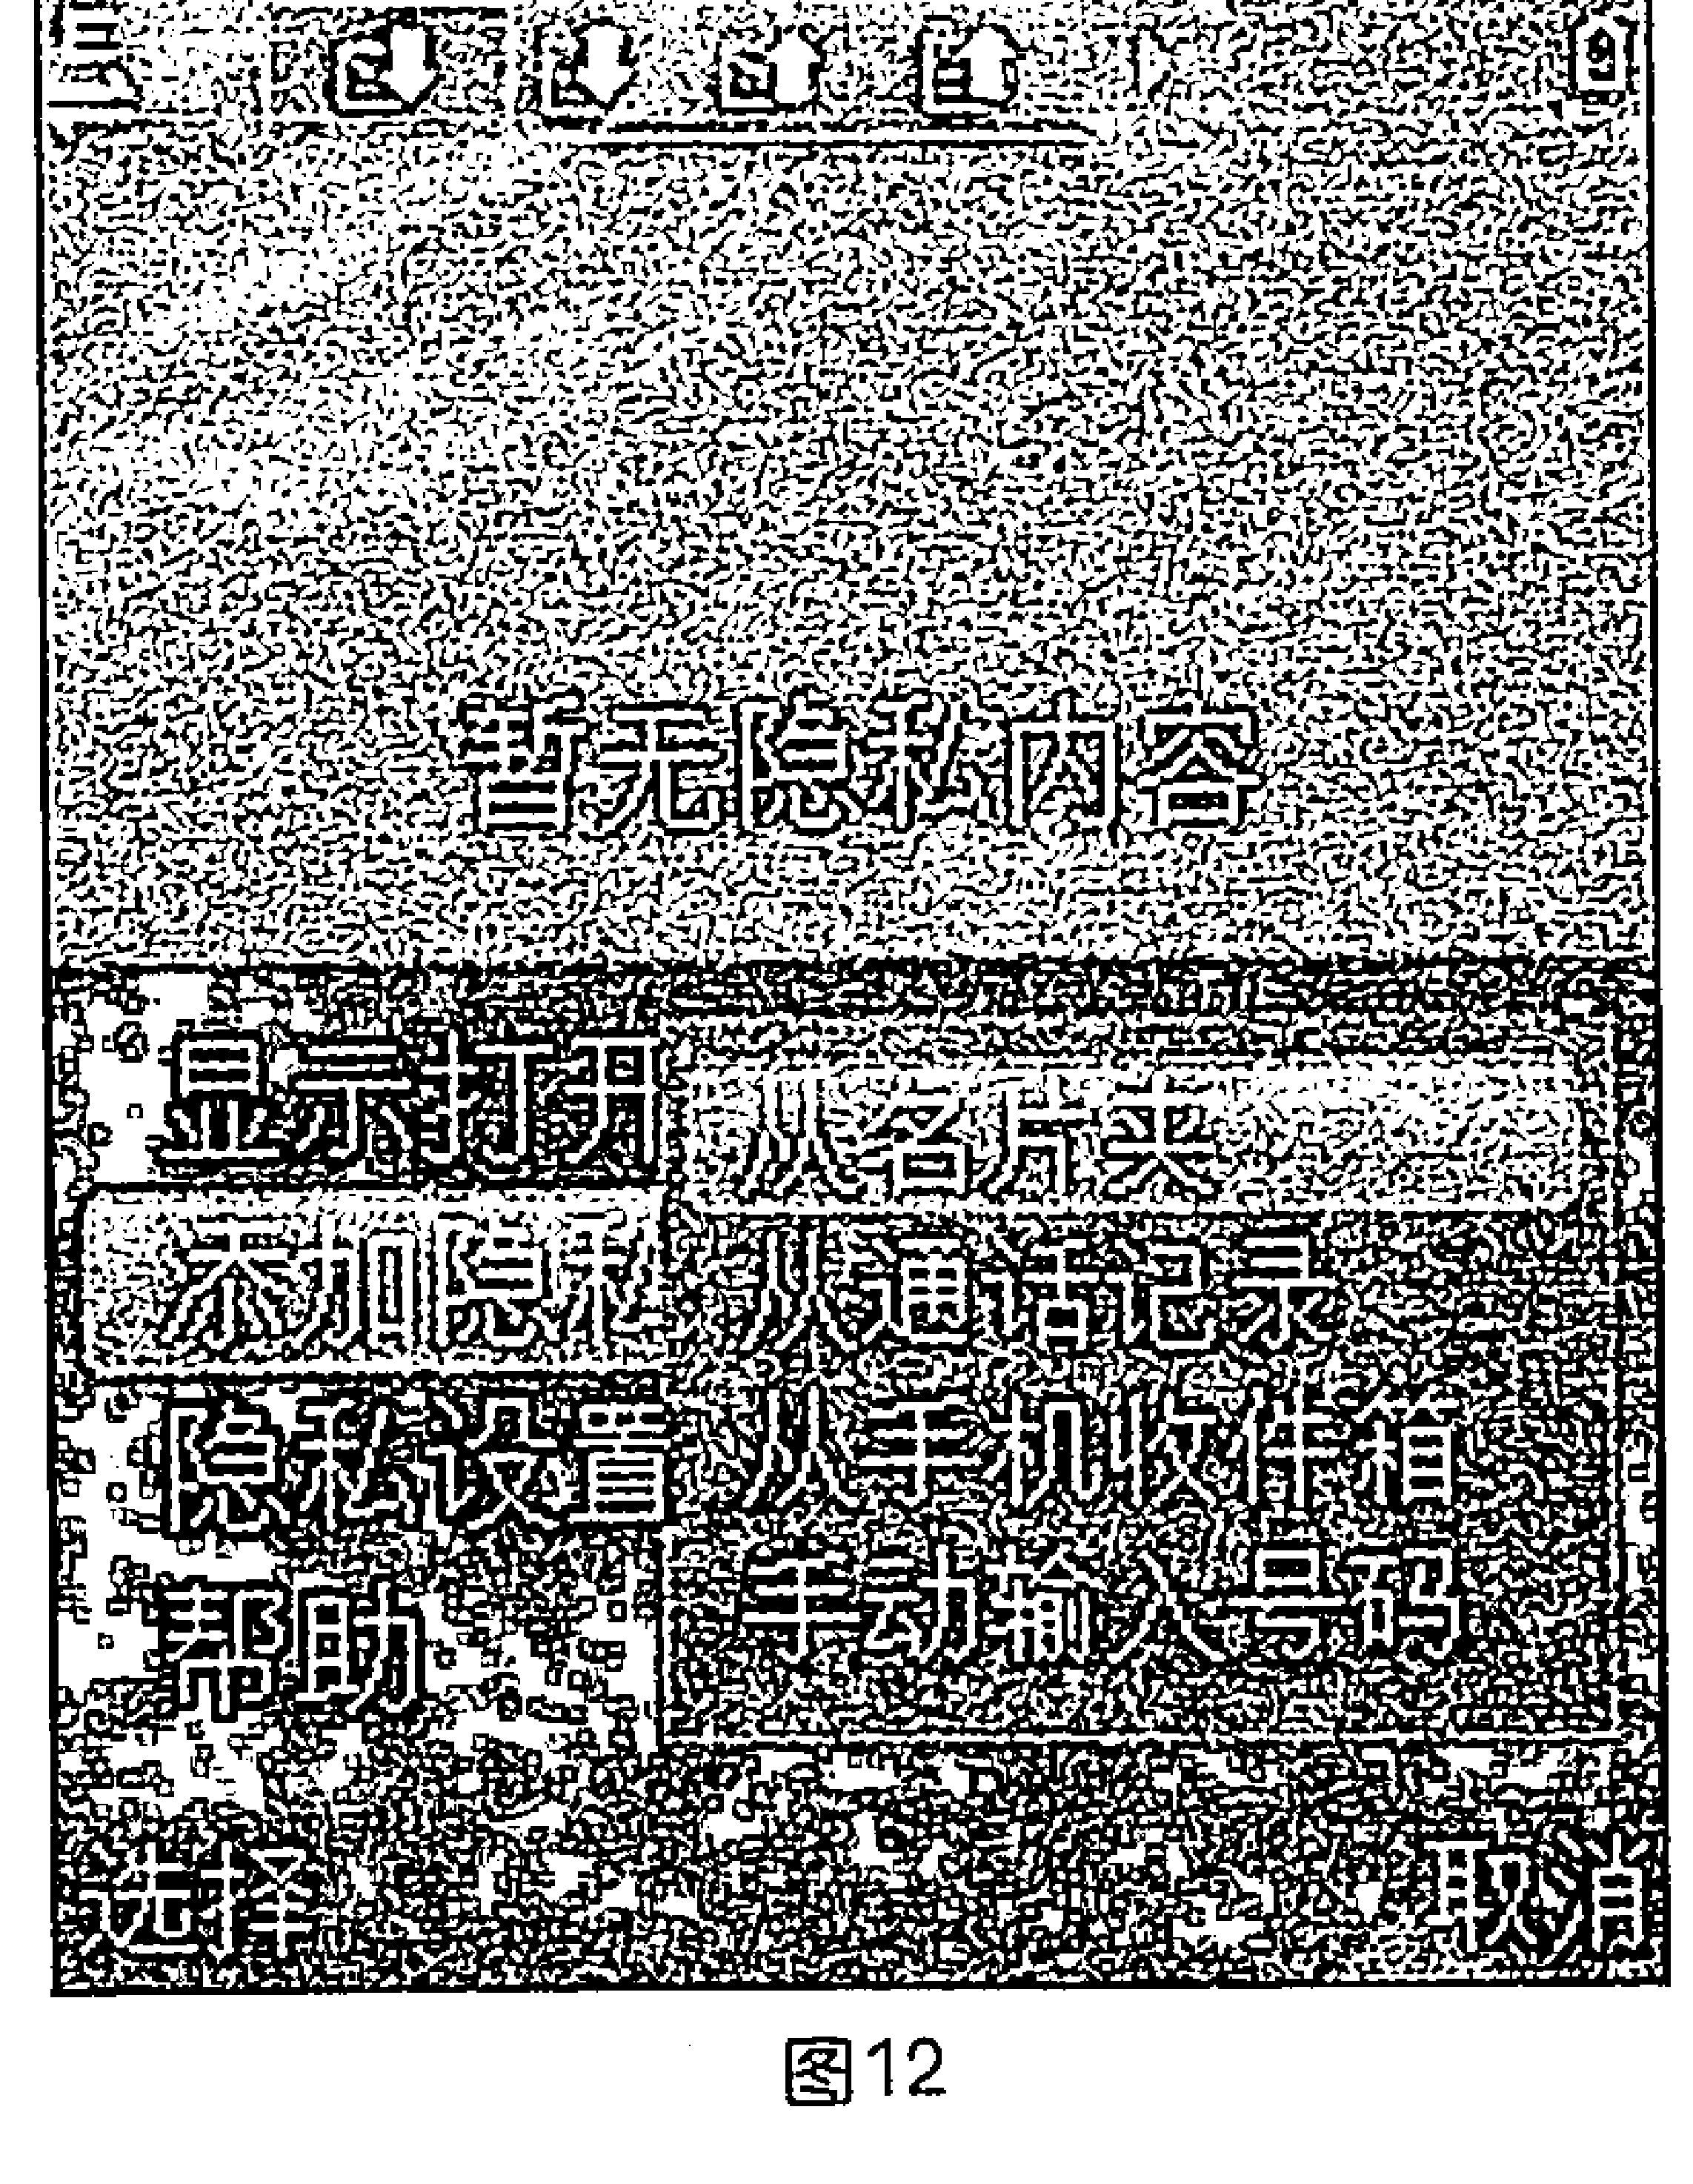 暂无隐私内容
显示打开
添加隐私
隐私设置
帮助
从名片夹
从通话记录
从手机收件箱
手动输入号码
选择
取消
图12